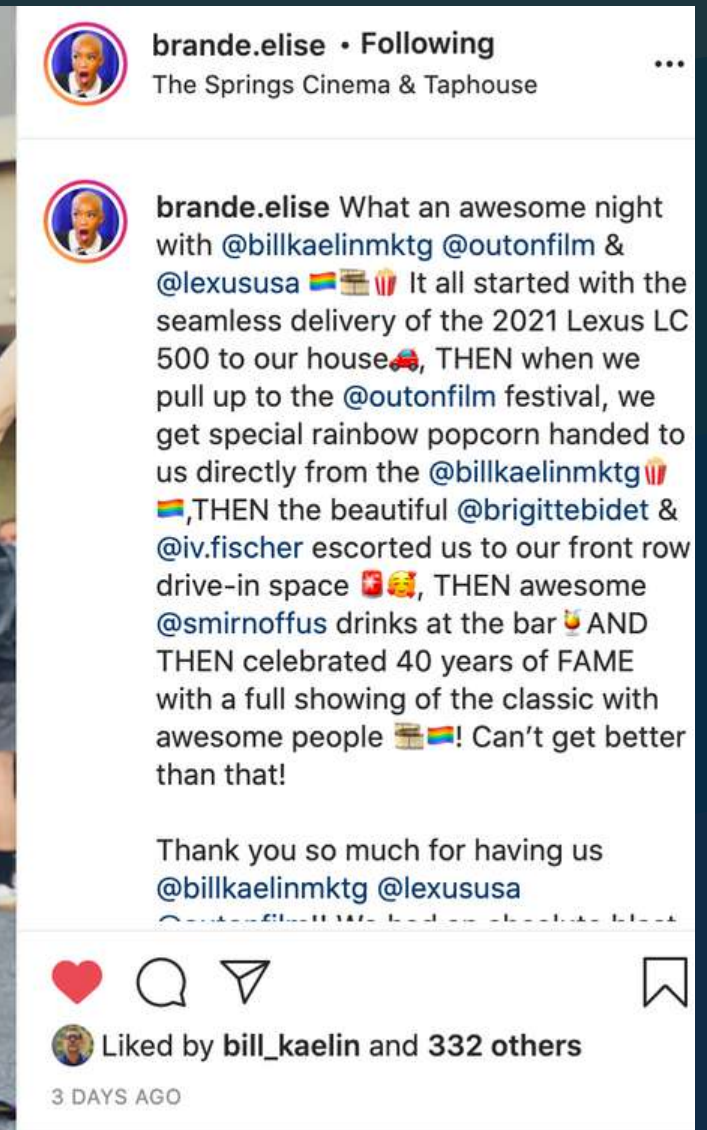 brande.elise • Following
The Springs Cinema & Taphouse
brande.elise What an awesome night
with @billkaelinmktg @outonfilm &
@lexususa 🏳️‍🌈🎞️🍿 It all started with the
seamless delivery of the 2021 Lexus LC
500 to our house🚗, THEN when we
pull up to the @outonfilm festival, we
get special rainbow popcorn handed to
us directly from the @billkaelinmktg🍿
🏳️‍🌈,THEN the beautiful @brigittebidet &
@iv.fischer escorted us to our front row
drive-in space 🚨🥰, THEN awesome
@smirnoffus drinks at the bar🍹AND
THEN celebrated 40 years of FAME
with a full showing of the classic with
awesome people 🎞️🏳️‍🌈! Can't get better
than that!
Thank you so much for having us
@billkaelinmktg @lexususa
@outonfilm!! We had an absolute blast
Liked by bill_kaelin and 332 others
3 DAYS AGO